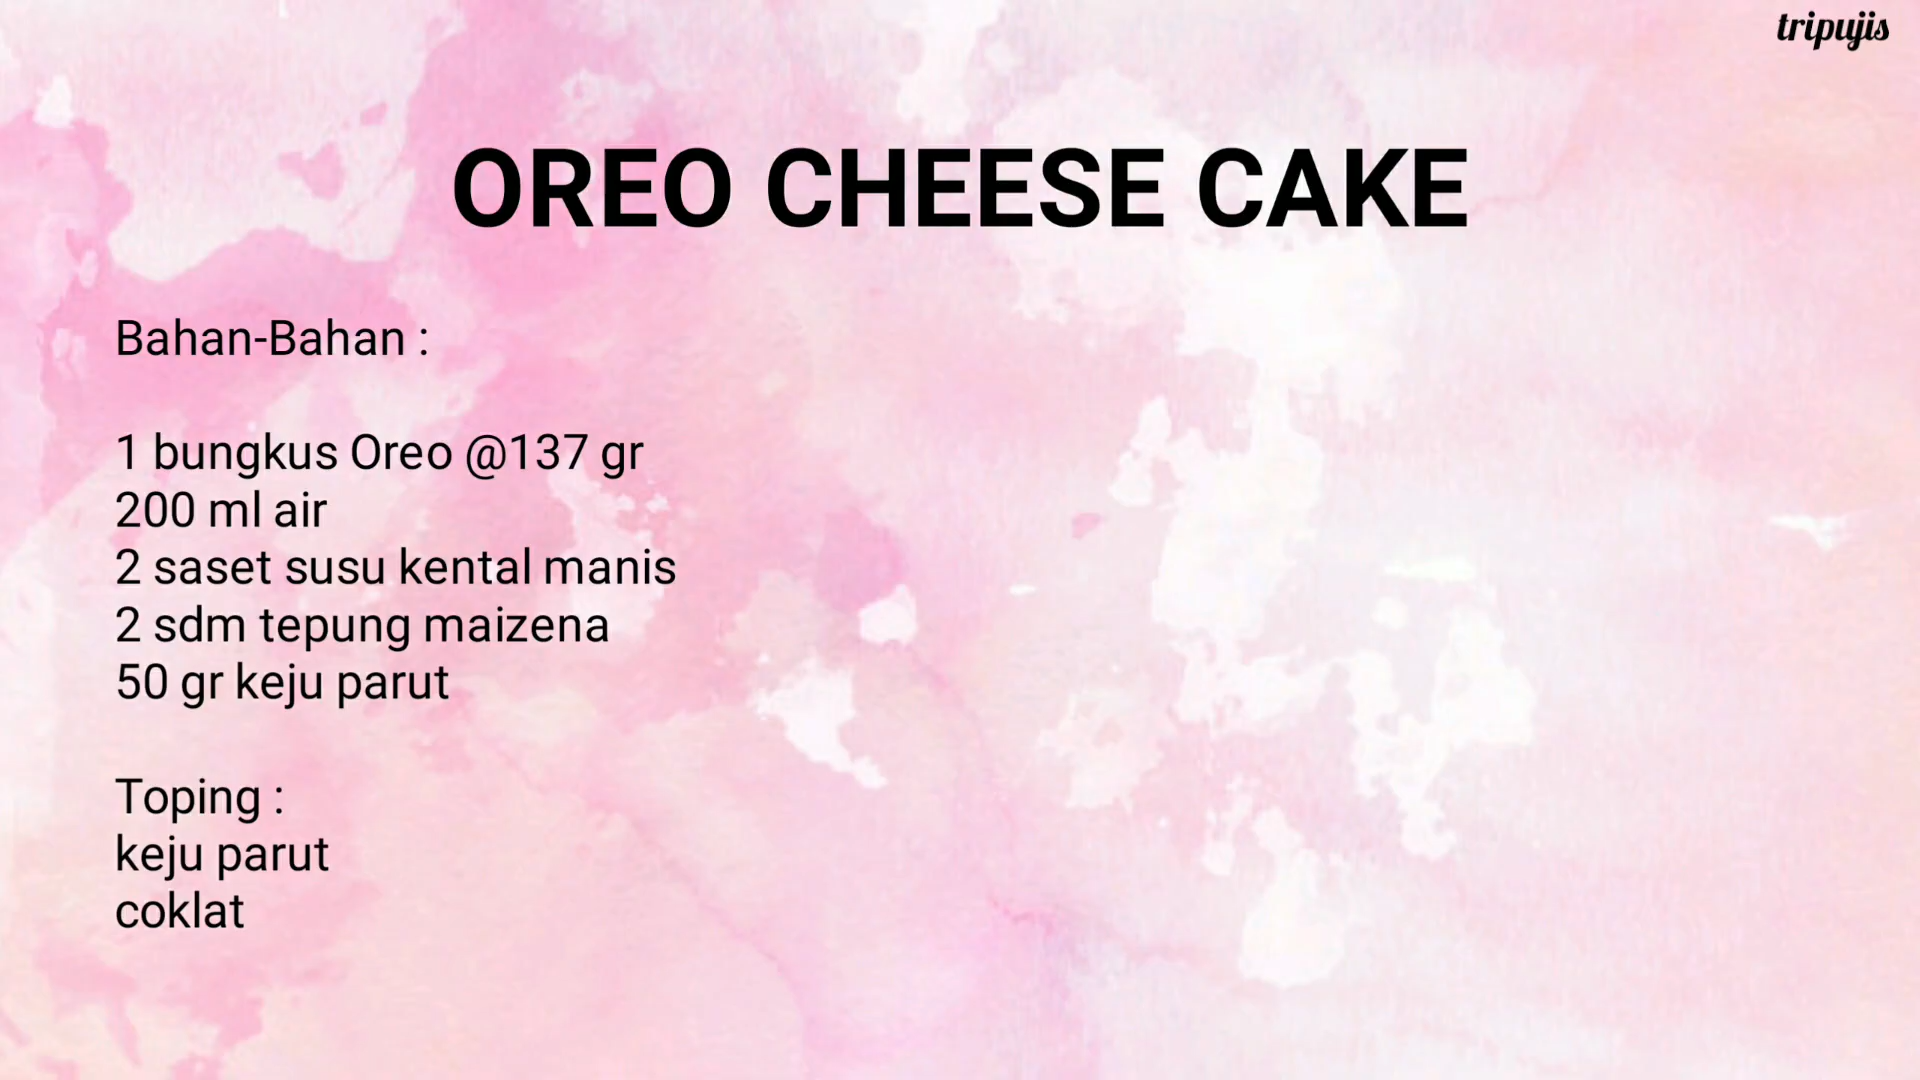 tripujis
OREO CHEESE CAKE
Bahan-Bahan :
1 bungkus Oreo @137 gr
200 ml air
2 saset susu kental manis
2 sdm tepung maizena
50 gr keju parut
Toping :
keju parut
coklat